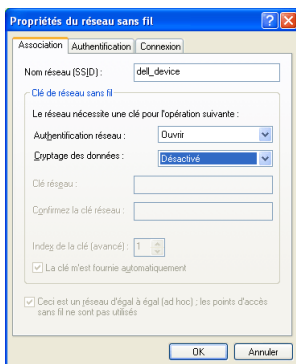 Propriétés du réseau sans fil
Association Authentification Connexion
Nom réseau (SSID) : dell_device
Clé de réseau sans fil
Le réseau nécessite une clé pour l'opération suivante :
Authentification réseau : Ouvrir
Cryptage des données : Désactivé
Clé réseau :
Confirmez la clé réseau :
Index de la clé (avancé) : 1
La clé m'est fournie automatiquement
Ceci est un réseau d'égal à égal (ad hoc) ; les points d'accès
sans fil ne sont pas utilisés
OK Annuler